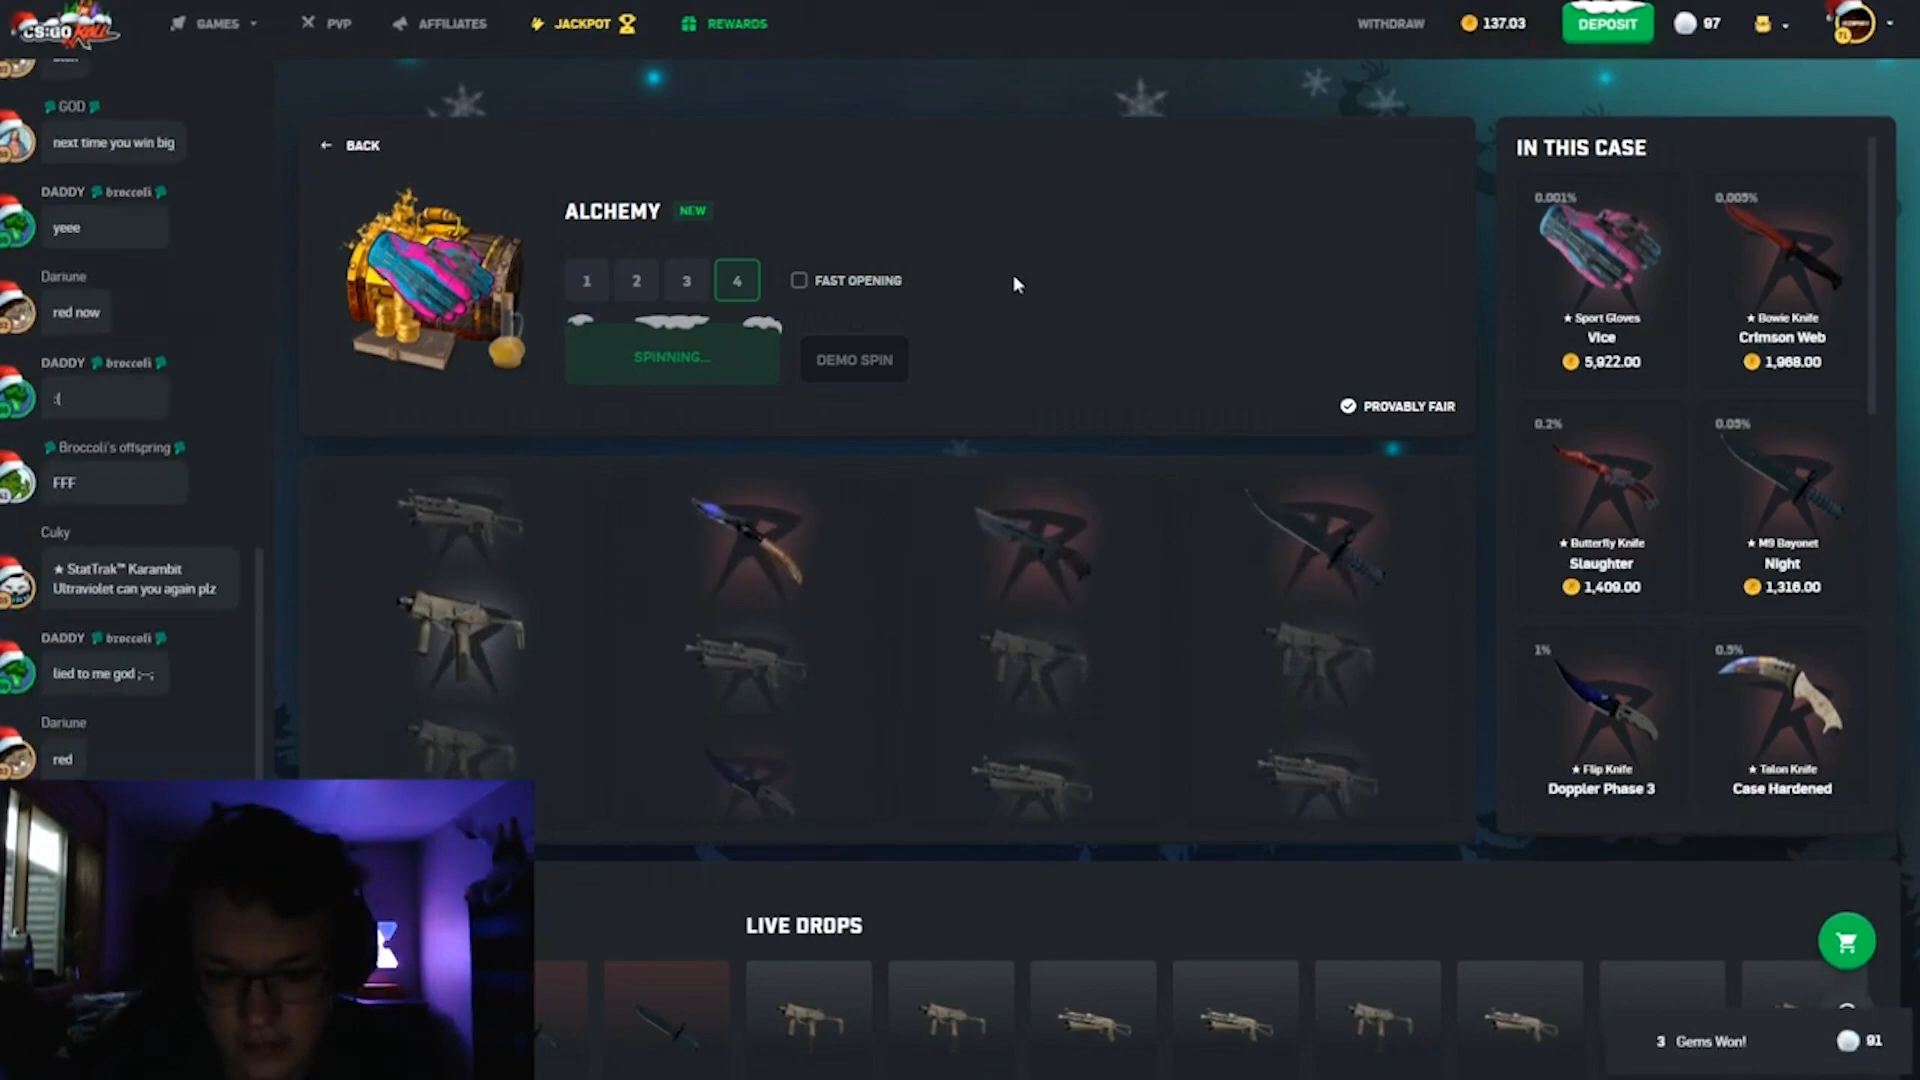 CS:GO ROLL
GAMES
PVP
AFFILIATES
JACKPOT
REWARDS
WITHDRAW
137.03
DEPOSIT
97
71
GOD
next time you win big
DADDY broccoli
yeee
Dariune
red now
DADDY broccoli
:(
Broccoli's offspring
FFF
Cuky
★ StatTrak™ Karambit
Ultraviolet can you again plz
DADDY broccoli
lied to me god ;--;
Dariune
red
BACK
ALCHEMY
NEW
1
2
3
4
FAST OPENING
SPINNING...
DEMO SPIN
PROVABLY FAIR
IN THIS CASE
0.001%
★ Sport Gloves
Vice
5,922.00
0.005%
★ Bowie Knife
Crimson Web
1,968.00
0.2%
★ Butterfly Knife
Slaughter
1,409.00
0.05%
★ M9 Bayonet
Night
1,316.00
1%
★ Flip Knife
Doppler Phase 3
0.5%
★ Talon Knife
Case Hardened
LIVE DROPS
3 Gems Won!
91